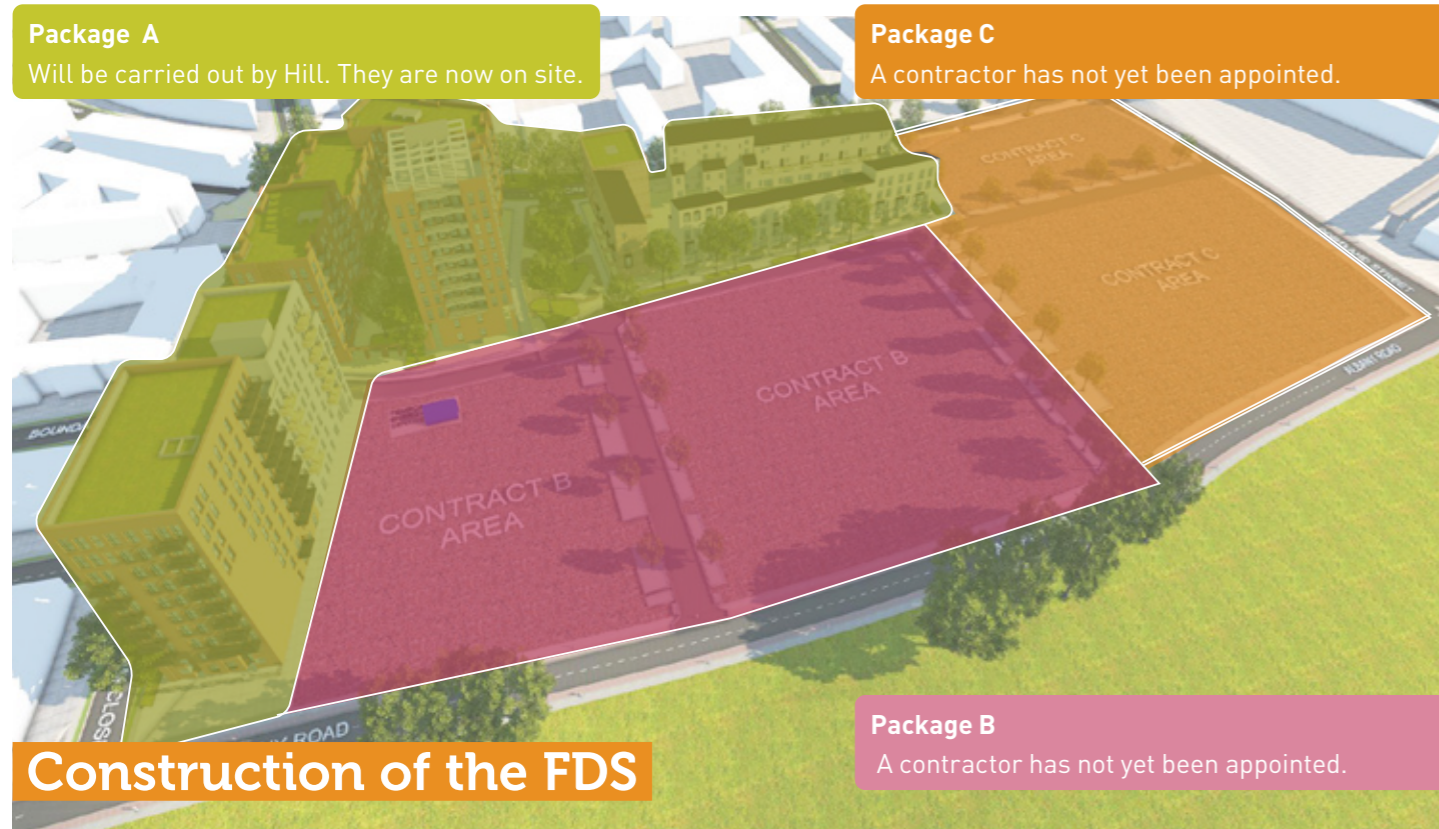 Package A
Will be carried out by Hill. They are now on site.
Package C
A contractor has not yet been appointed.
CONTRACT C
AREA
CONTRACT C
AREA
CONTRACT B
AREA
CONTRACT B
AREA
ALBANY ROAD
CLOSE
ROAD
Package B
A contractor has not yet been appointed.
Construction of the FDS